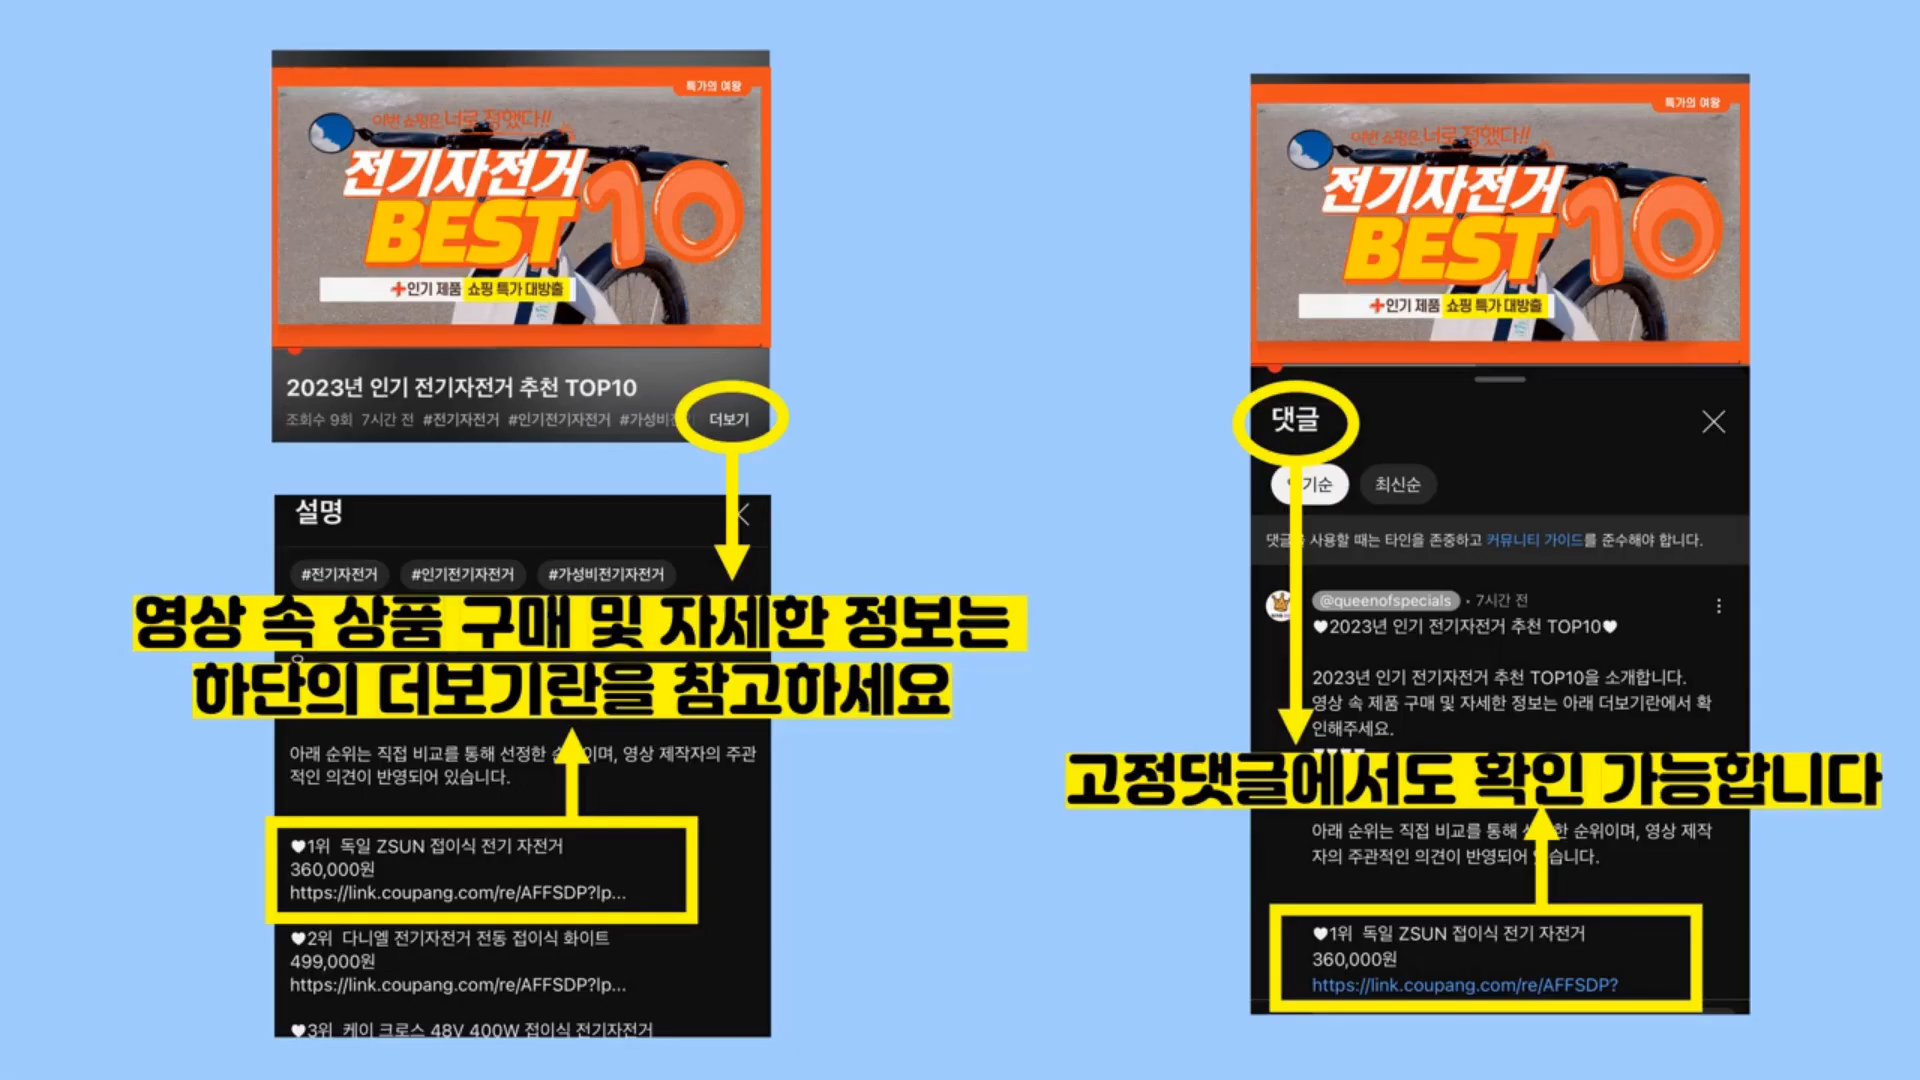 특가의 여왕
이번 쇼핑은 너로 정했다!!
전기자전거
BEST 10
+인기 제품 쇼핑 특가 대방출
2023년 인기 전기자전거 추천 TOP10
조회수 9회 7시간 전 #전기자전거 #인기전기자전거 #가성비전 더보기
설명
#전기자전거 #인기전기자전거 #가성비전기자전거
영상 속 상품 구매 및 자세한 정보는
하단의 더보기란을 참고하세요
아래 순위는 직접 비교를 통해 선정한 순위이며, 영상 제작자의 주관
적인 의견이 반영되어 있습니다.
♥1위 독일 ZSUN 접이식 전기 자전거
360,000원
https://link.coupang.com/re/AFFSDP?lp...
♥2위 다니엘 전기자전거 전동 접이식 화이트
499,000원
https://link.coupang.com/re/AFFSDP?lp...
♥3위 케이 크로스 48V 400W 접이식 전기자전거
특가의 여왕
이번 쇼핑은 너로 정했다!!
전기자전거
BEST 10
+인기 제품 쇼핑 특가 대방출
댓글
인기순 최신순
댓글을 사용할 때는 타인을 존중하고 커뮤니티 가이드를 준수해야 합니다.
@queenofspecials · 7시간 전
♥2023년 인기 전기자전거 추천 TOP10♥
2023년 인기 전기자전거 추천 TOP10을 소개합니다.
영상 속 제품 구매 및 자세한 정보는 아래 더보기란에서 확
인해주세요.
고정댓글에서도 확인 가능합니다
아래 순위는 직접 비교를 통해 선정한 순위이며, 영상 제작
자의 주관적인 의견이 반영되어 있습니다.
♥1위 독일 ZSUN 접이식 전기 자전거
360,000원
https://link.coupang.com/re/AFFSDP?